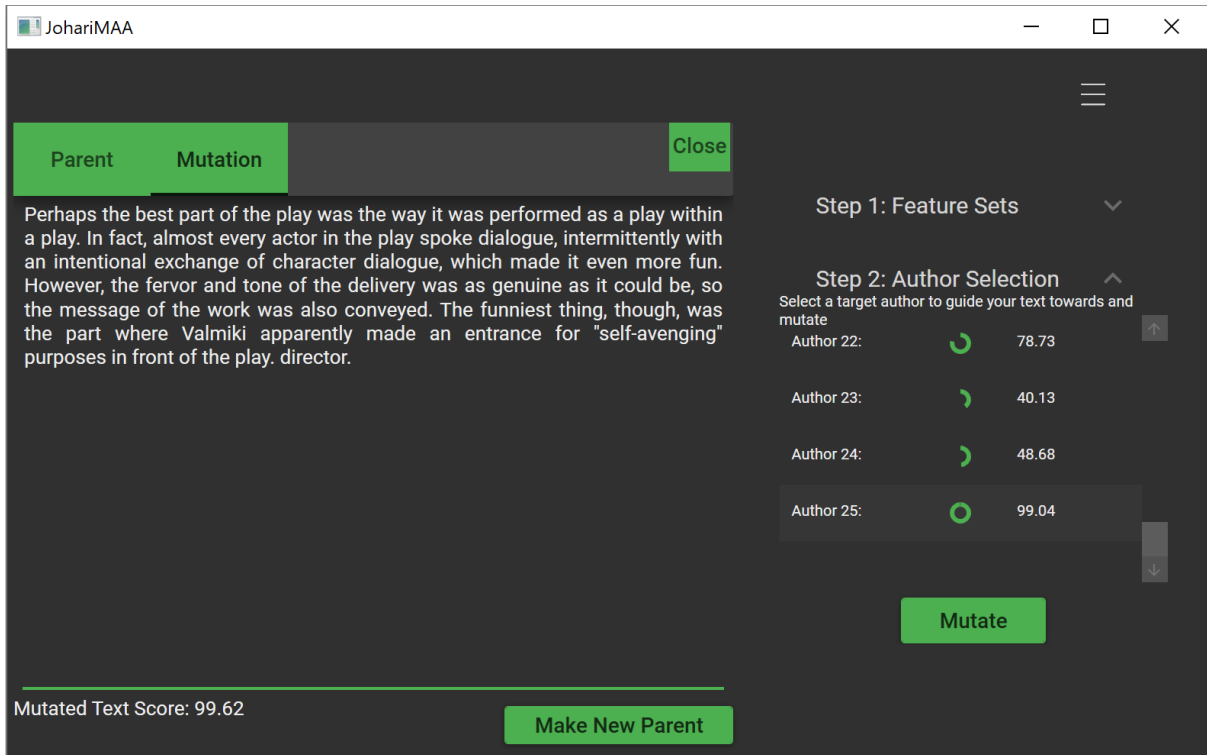 JohariMAA
Parent
Mutation
Close
Perhaps the best part of the play was the way it was performed as a play within
a play. In fact, almost every actor in the play spoke dialogue, intermittently with
an intentional exchange of character dialogue, which made it even more fun.
However, the fervor and tone of the delivery was as genuine as it could be, so
the message of the work was also conveyed. The funniest thing, though, was
the part where Valmiki apparently made an entrance for "self-avenging"
purposes in front of the play. director.
Mutated Text Score: 99.62
Make New Parent
Step 1: Feature Sets
Step 2: Author Selection
Select a target author to guide your text towards and
mutate
Author 22: 78.73
Author 23: 40.13
Author 24: 48.68
Author 25: 99.04
Mutate